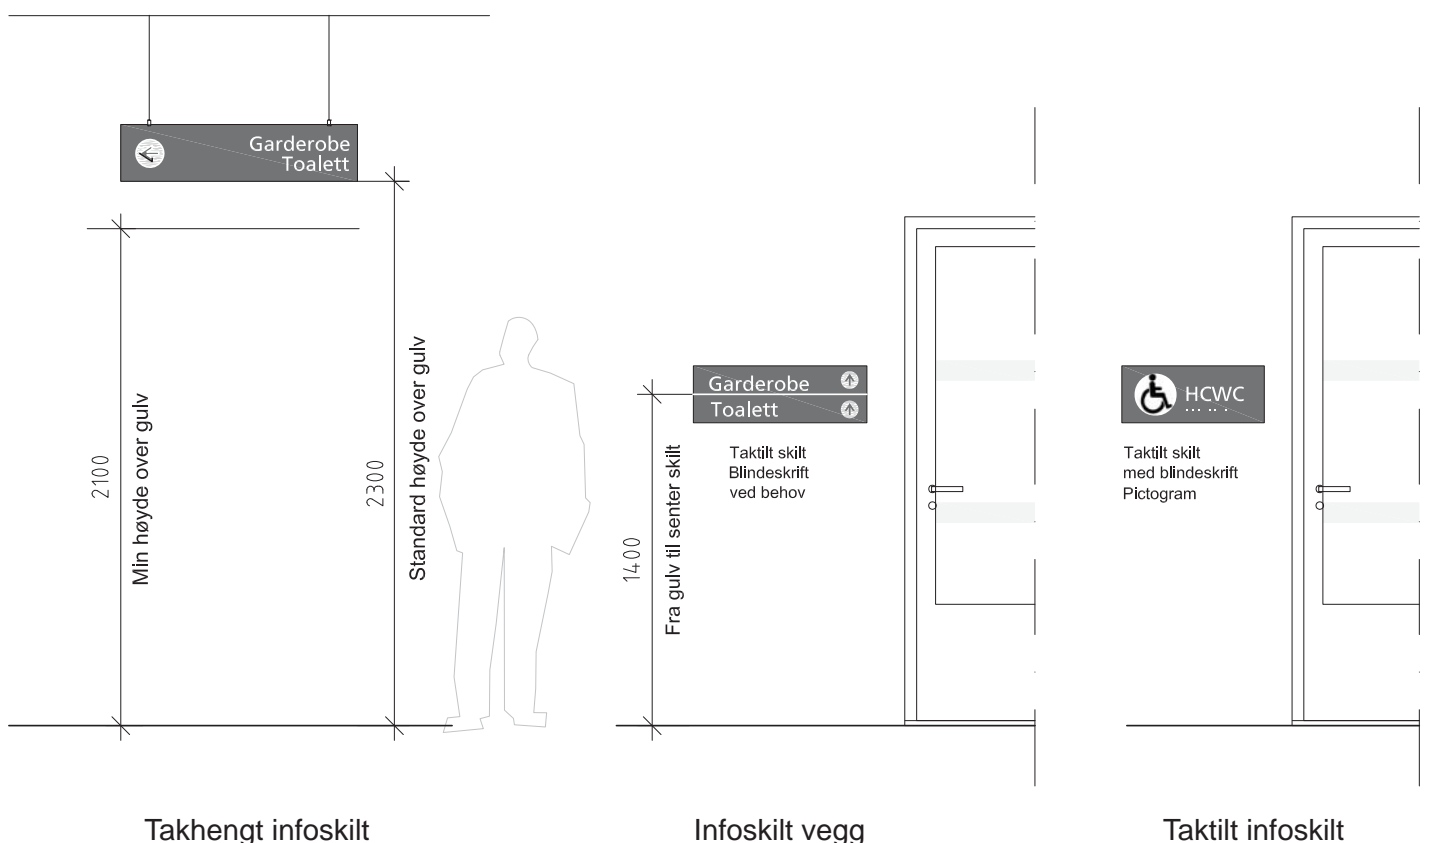 Garderobe
Toalett
2100
Min høyde over gulv
2300
Standard høyde over gulv
Takhengt infoskilt
Garderobe
Toalett
Taktilt skilt
Blindeskrift
ved behov
1400
Fra gulv til senter skilt
Infoskilt vegg
HCWC
Taktilt skilt
med blindeskrift
Pictogram
Taktilt infoskilt